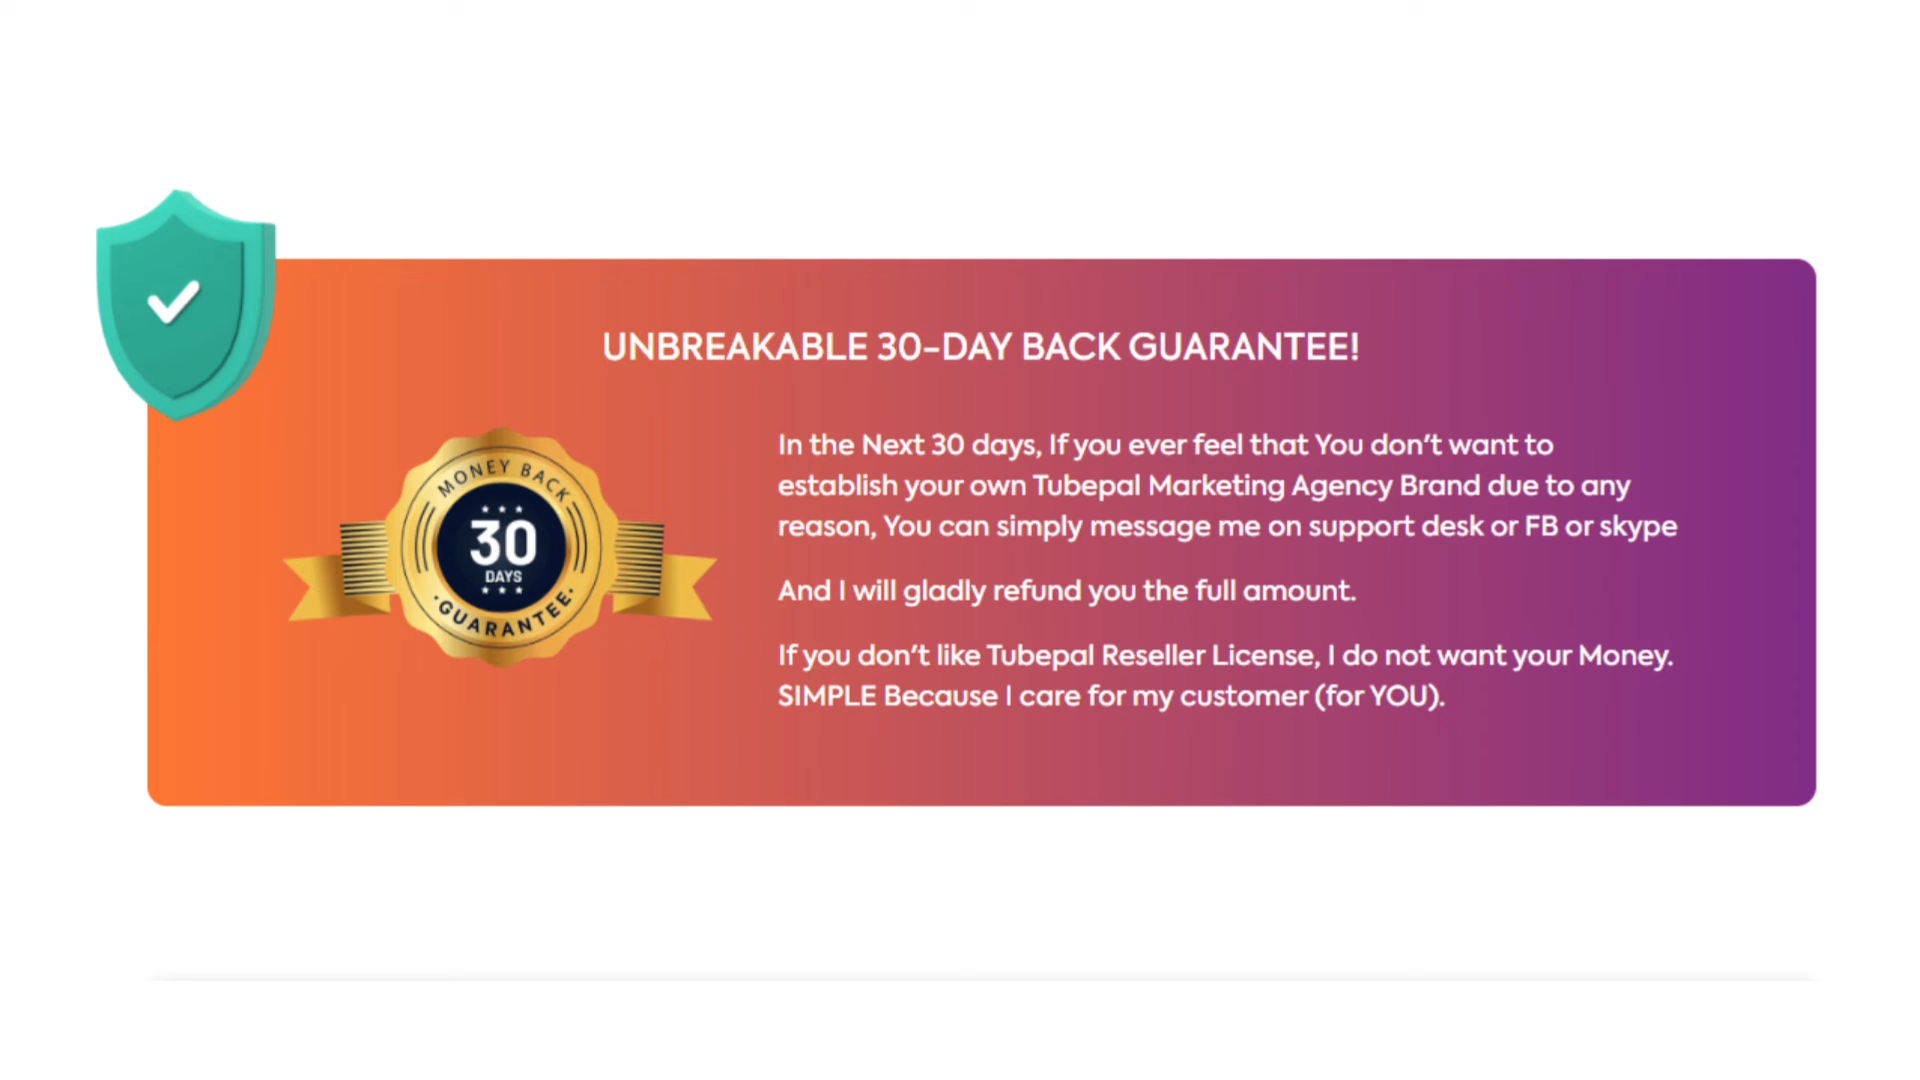 UNBREAKABLE 30-DAY BACK GUARANTEE!
MONEY BACK
30
DAYS
GUARANTEE
In the Next 30 days, If you ever feel that You don't want to
establish your own Tubepal Marketing Agency Brand due to any
reason, You can simply message me on support desk or FB or skype
And I will gladly refund you the full amount.
If you don't like Tubepal Reseller License, I do not want your Money.
SIMPLE Because I care for my customer (for YOU).